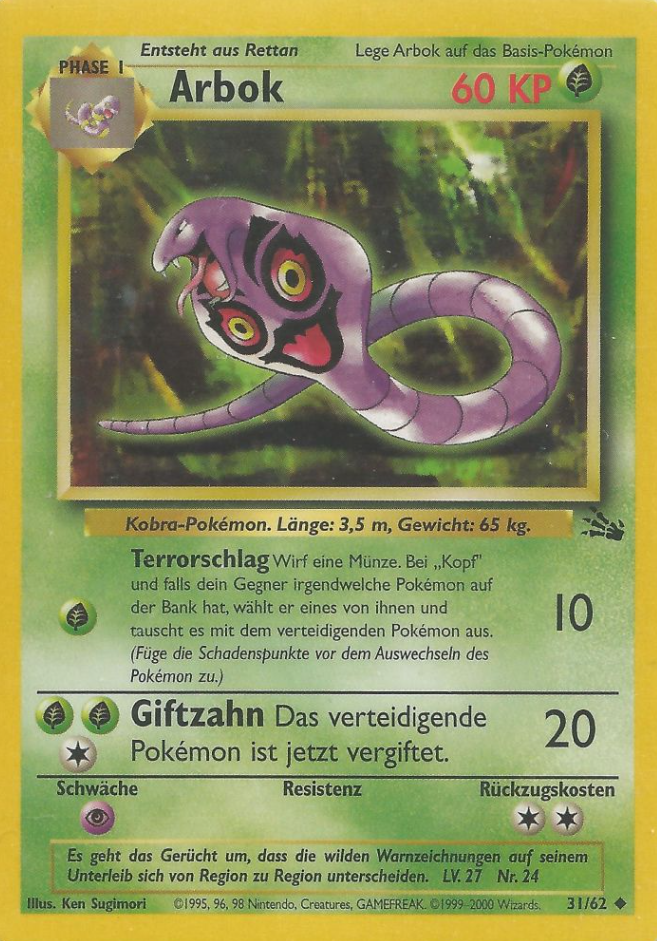 Entsteht aus Rettan Lege Arbok auf das Basis-Pokémon
PHASE 1
Arbok 60 KP
Kobra-Pokémon. Länge: 3,5 m, Gewicht: 65 kg.
Terrorschlag Wirf eine Münze. Bei „Kopf"
und falls dein Gegner irgendwelche Pokémon auf
der Bank hat, wählt er eines von ihnen und
tauscht es mit dem verteidigenden Pokémon aus.
(Füge die Schadenspunkte vor dem Auswechseln des
Pokémon zu.)
10
Giftzahn Das verteidigende
Pokémon ist jetzt vergiftet.
20
Schwäche Resistenz Rückzugskosten
Es geht das Gerücht um, dass die wilden Warnzeichnungen auf seinem
Unterleib sich von Region zu Region unterscheiden. LV. 27 Nr. 24
Illus. Ken Sugimori ©1995, 96, 98 Nintendo, Creatures, GAMEFREAK. ©1999-2000 Wizards. 31/62